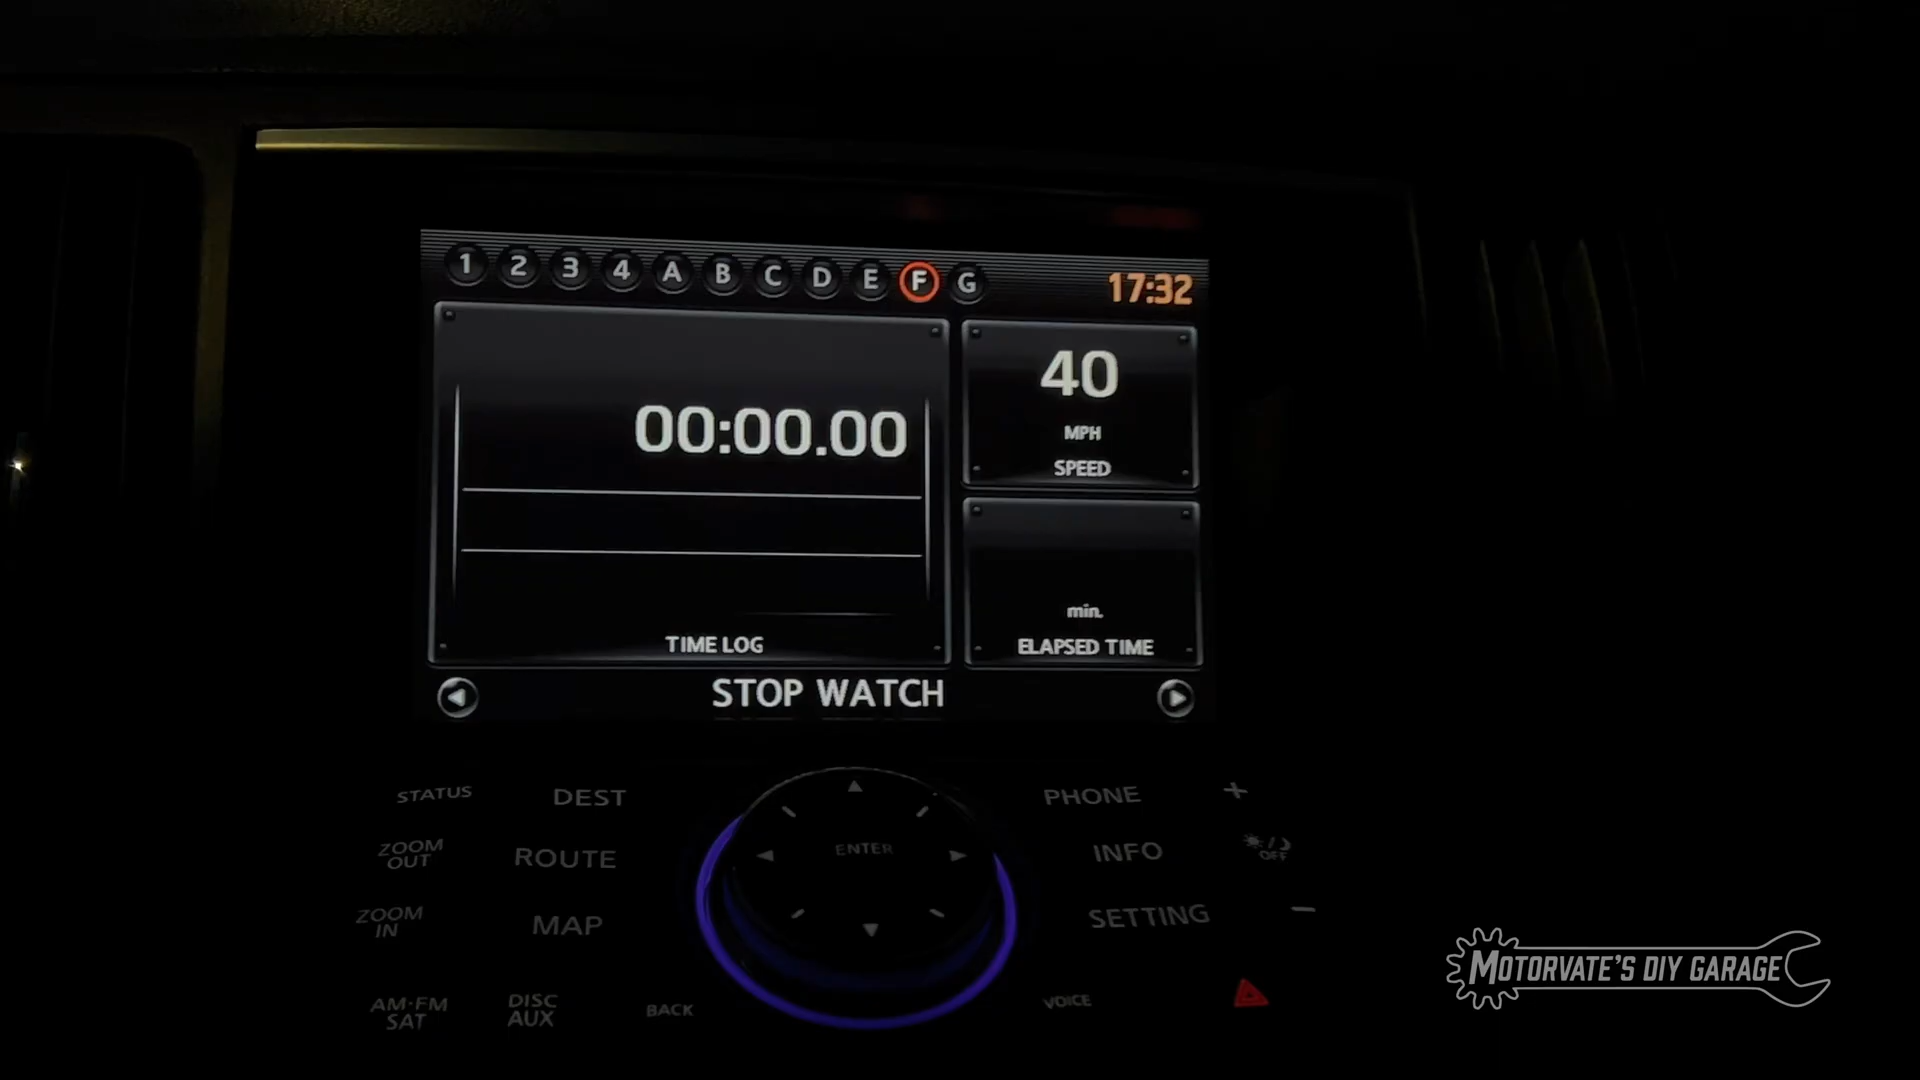 1 2 3 4 A B C D E F G
17:32
00:00.00
TIME LOG
40
MPH
SPEED
min.
ELAPSED TIME
STOP WATCH
STATUS
DEST
PHONE
+
ZOOM
OUT
ROUTE
ENTER
INFO
OFF
ZOOM
IN
MAP
SETTING
−
AM·FM
SAT
DISC
AUX
BACK
VOICE
MOTORVATE'S DIY GARAGE